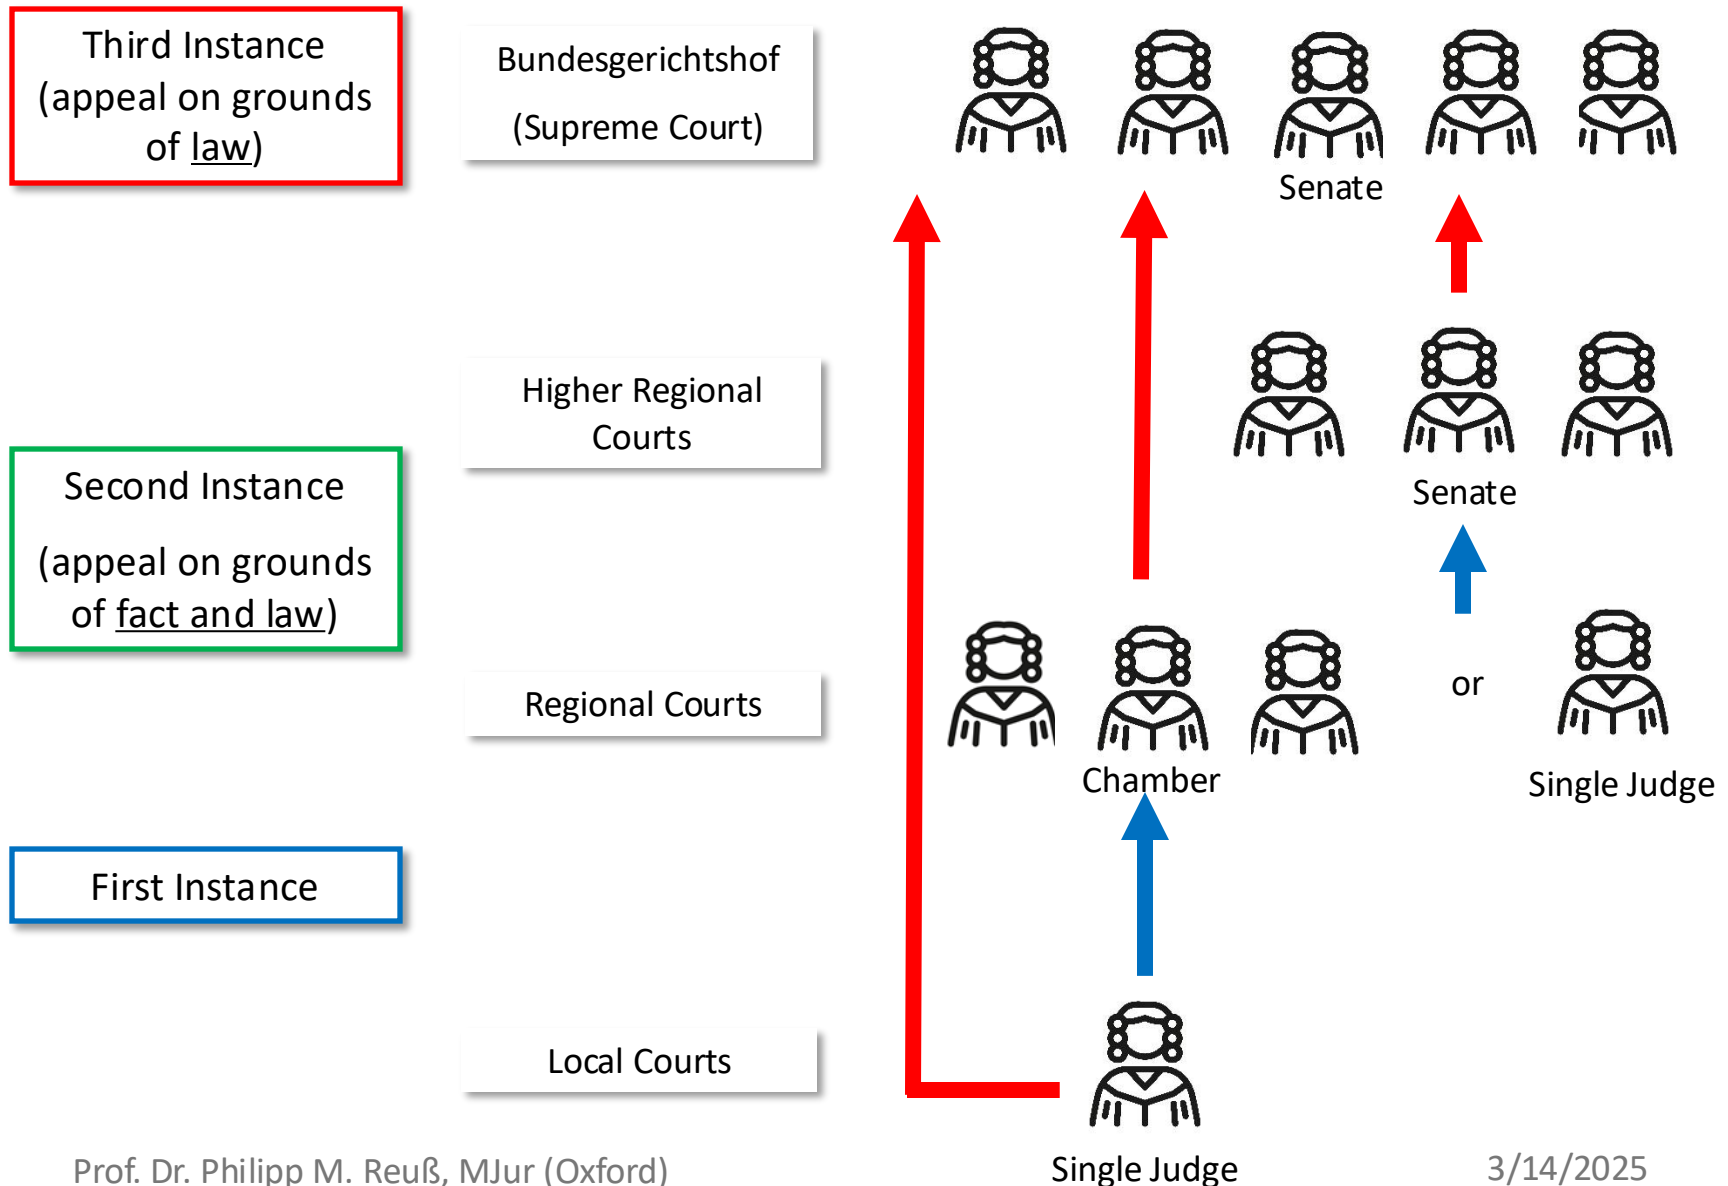 Third Instance
(appeal on grounds
of law)
Bundesgerichtshof
(Supreme Court)
Senate
Higher Regional
Courts
Senate
Second Instance
(appeal on grounds
of fact and law)
Regional Courts
or
Chamber
Single Judge
First Instance
Local Courts
Single Judge
Prof. Dr. Philipp M. Reuß, MJur (Oxford)
3/14/2025